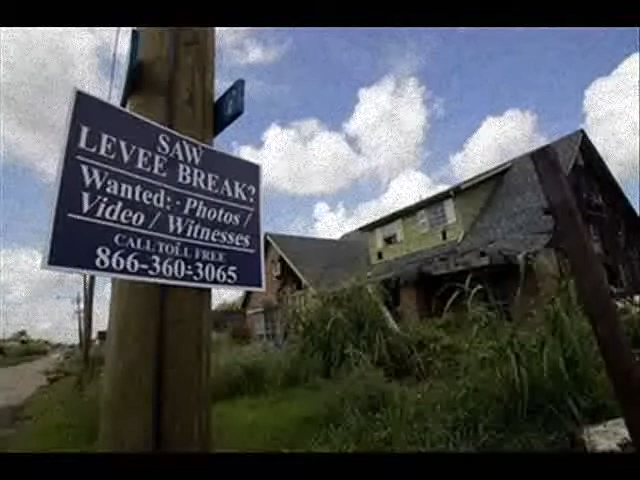 SAW
LEVEE BREAK?
Wanted: Photos /
Video / Witnesses
CALL TOLL FREE
866-360-3065